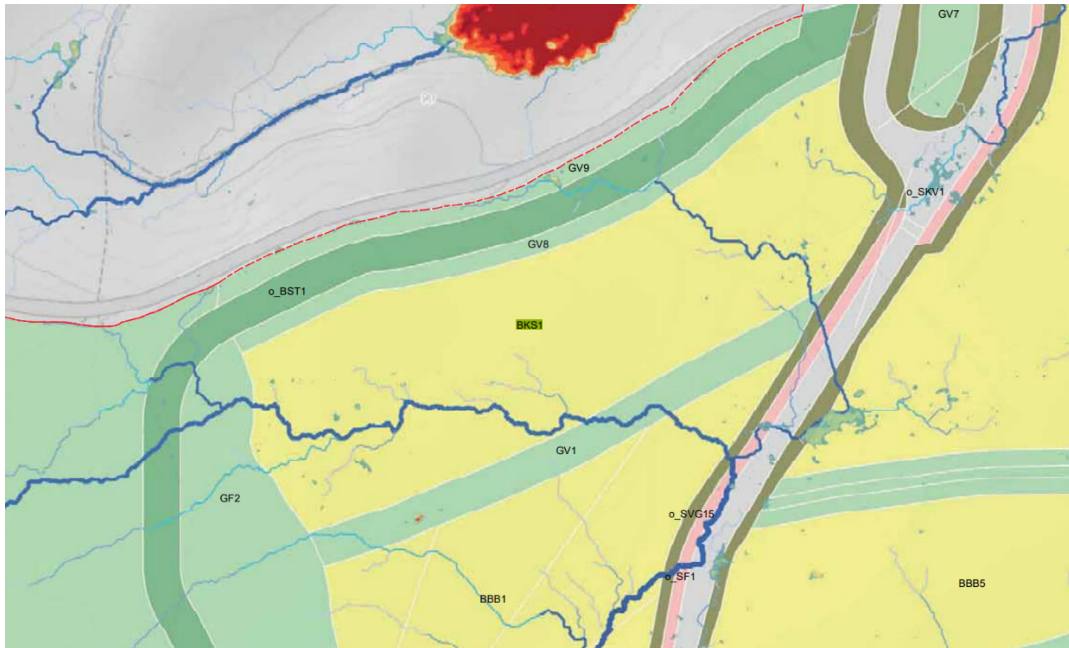 GV7
GV9
o_SKV1
GV8
o_BST1
BKS1
GV1
GF2
o_SVG15
o_SF1
BBB1
BBB5